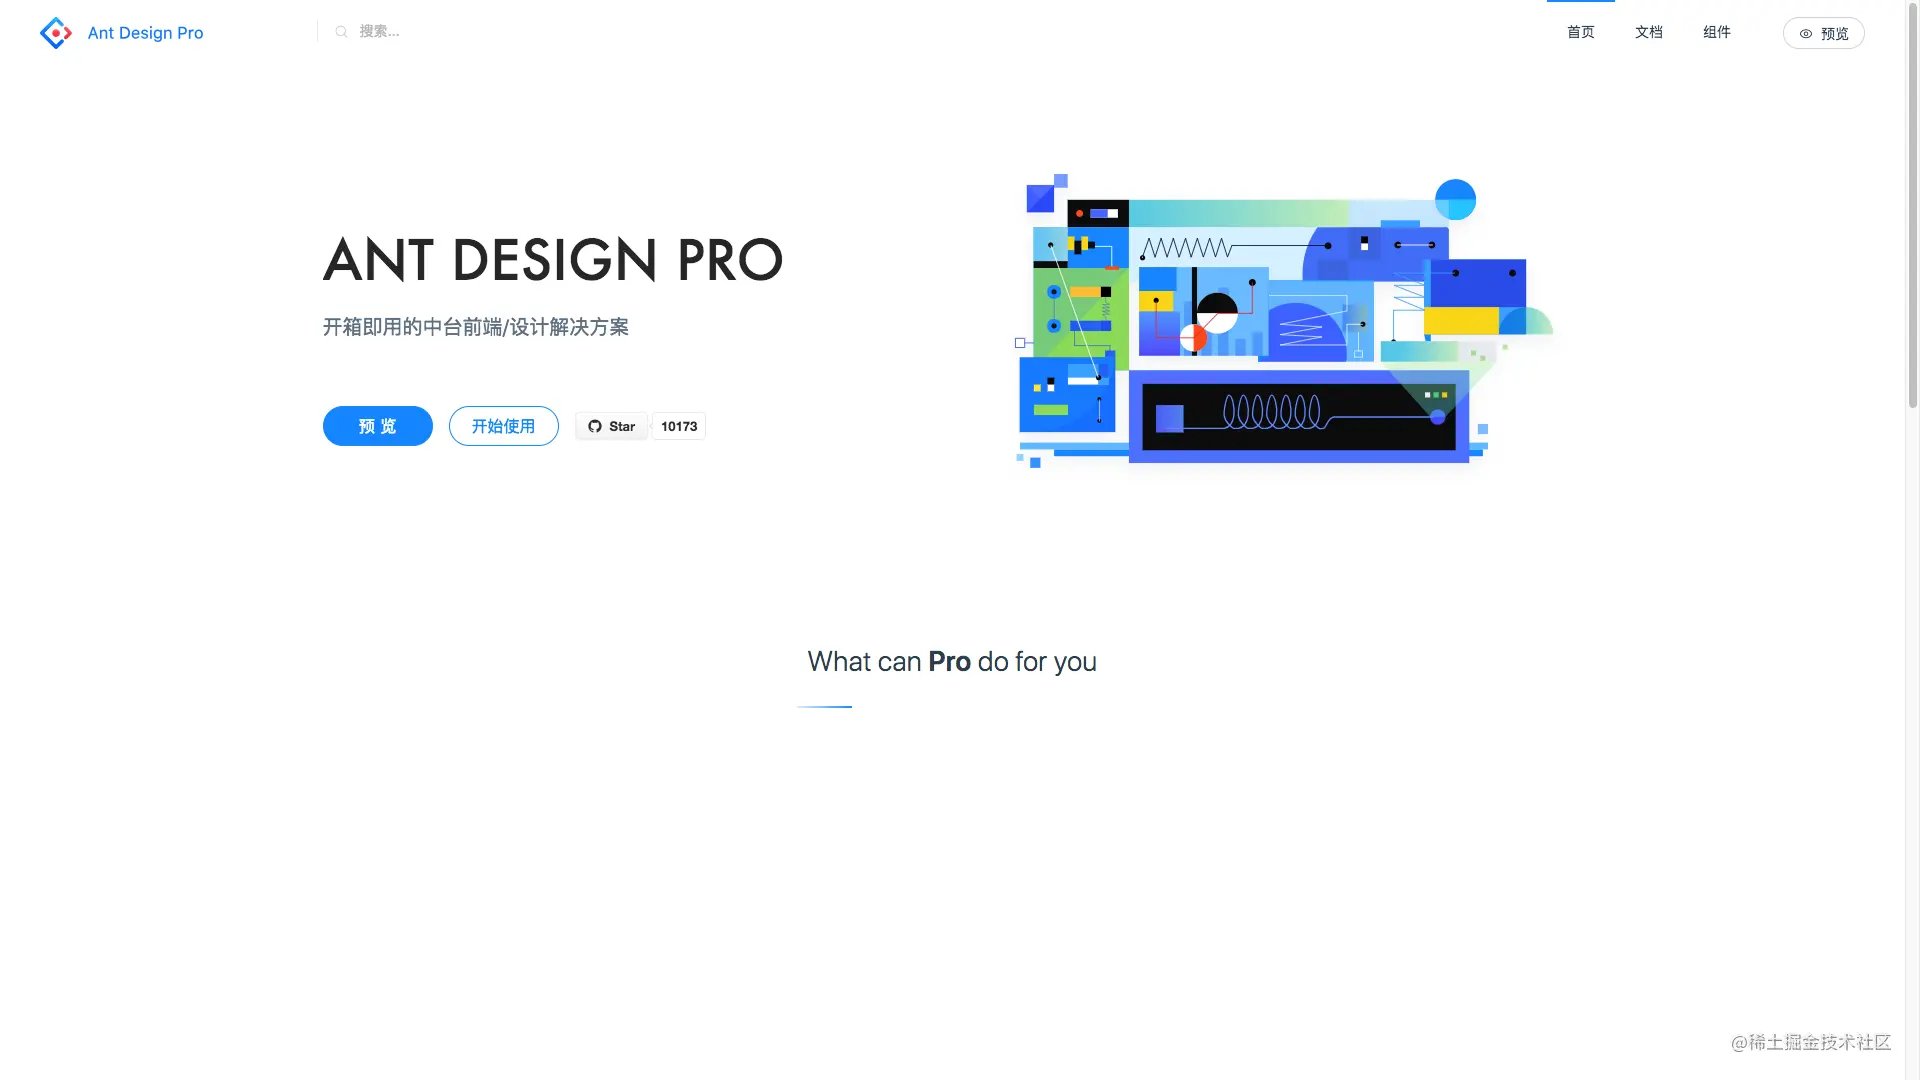 Ant Design Pro
搜索...
首页
文档
组件
预览
ANT DESIGN PRO
开箱即用的中台前端/设计解决方案
预 览
开始使用
Star
10173
What can Pro do for you
@稀土掘金技术社区